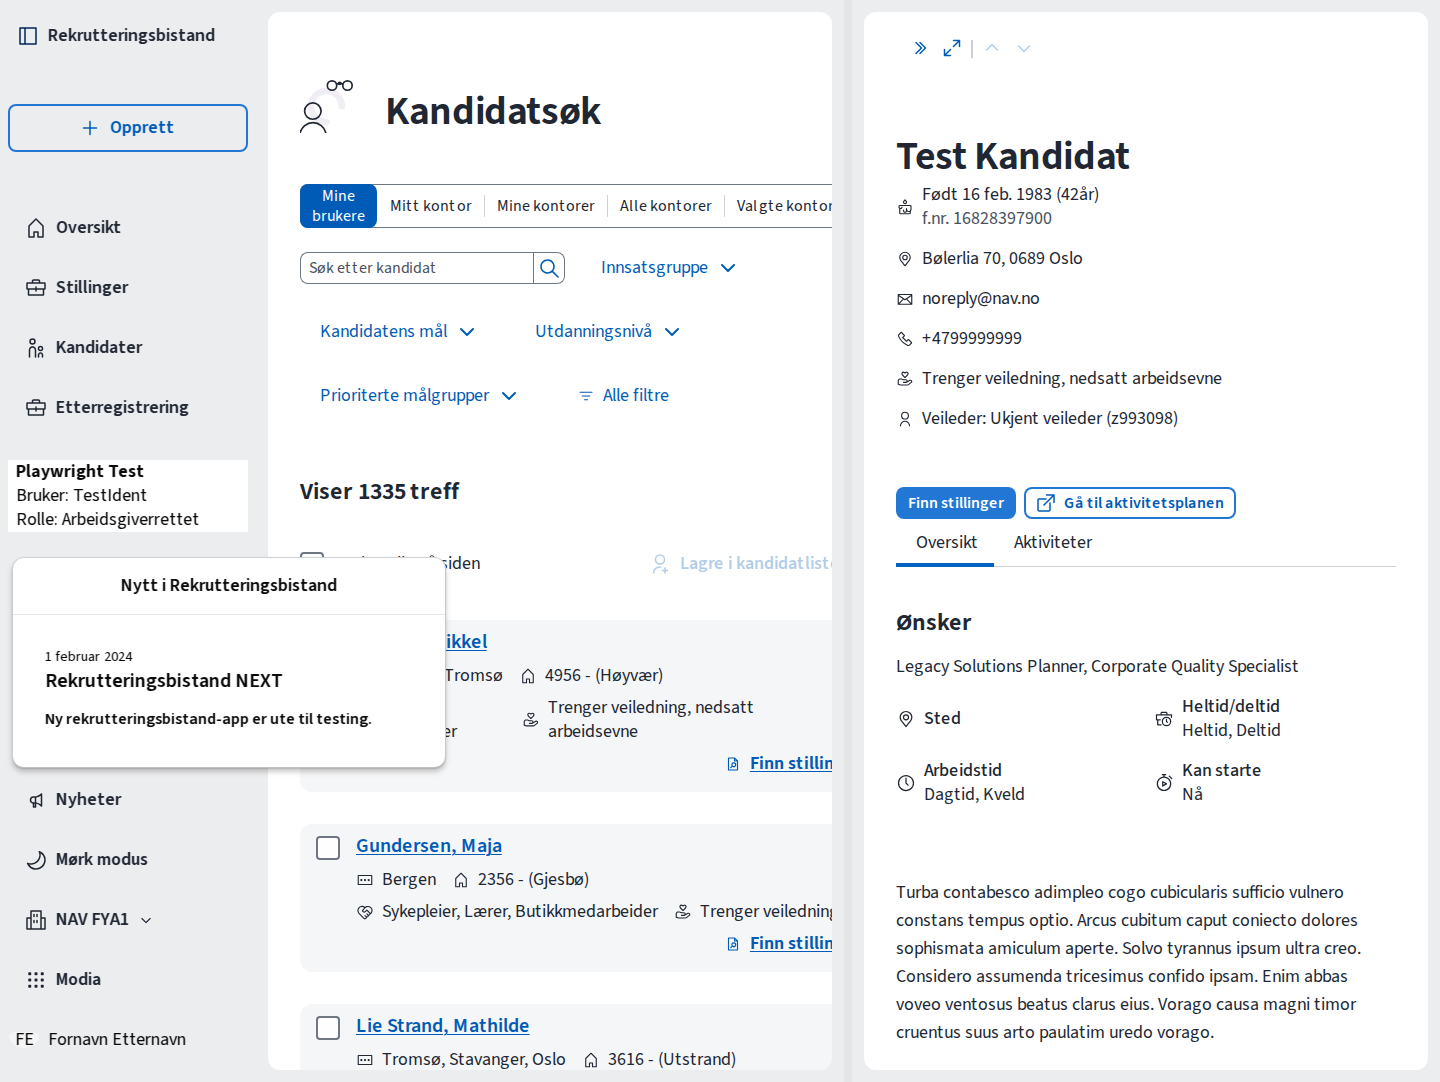 Rekrutteringsbistand
Opprett
Oversikt
Stillinger
Kandidater
Etterregistrering
Playwright Test
Bruker: TestIdent
Rolle: Arbeidsgiverrettet
Nytt i Rekrutteringsbistand
1 februar 2024
Rekrutteringsbistand NEXT
Ny rekrutteringsbistand-app er ute til testing.
Nyheter
Mørk modus
NAV FYA1
Modia
FE Fornavn Etternavn
Kandidatsøk
Mine brukere
Mitt kontor
Mine kontorer
Alle kontorer
Valgte kontor
Søk etter kandidat
Innsatsgruppe
Kandidatens mål
Utdanningsnivå
Prioriterte målgrupper
Alle filtre
Viser 1335 treff
siden
Lagre i kandidatliste
ikkel
Tromsø 4956 - (Høyvær)
er Trenger veiledning, nedsatt
arbeidsevne
Finn stillin
Gundersen, Maja
Bergen 2356 - (Gjesbø)
Sykepleier, Lærer, Butikkmedarbeider Trenger veiledning
Finn stillin
Lie Strand, Mathilde
Tromsø, Stavanger, Oslo 3616 - (Utstrand)
Test Kandidat
Født 16 feb. 1983 (42år)
f.nr. 16828397900
Bølerlia 70, 0689 Oslo
noreply@nav.no
+4799999999
Trenger veiledning, nedsatt arbeidsevne
Veileder: Ukjent veileder (z993098)
Finn stillinger
Gå til aktivitetsplanen
Oversikt
Aktiviteter
Ønsker
Legacy Solutions Planner, Corporate Quality Specialist
Sted
Heltid/deltid
Heltid, Deltid
Arbeidstid
Dagtid, Kveld
Kan starte
Nå
Turba contabesco adimpleo cogo cubicularis sufficio vulnero
constans tempus optio. Arcus cubitum caput coniecto dolores
sophismata amiculum aperte. Solvo tyrannus ipsum ultra creo.
Considero assumenda tricesimus confido ipsam. Enim abbas
voveo ventosus beatus clarus eius. Vorago causa magni timor
cruentus suus arto paulatim uredo vorago.